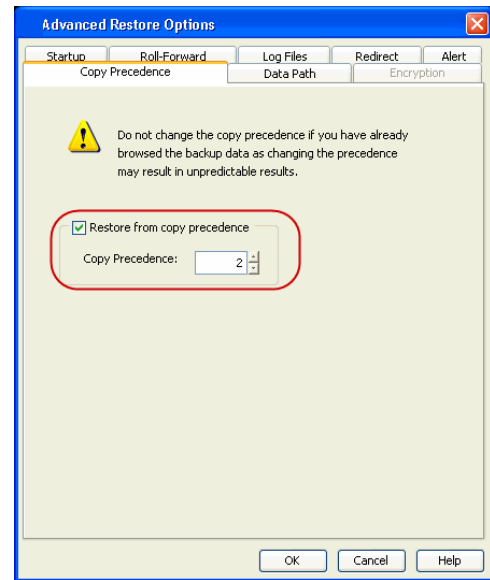 Advanced Restore Options
Startup Roll-Forward Log Files Redirect Alert
Copy Precedence Data Path Encryption
Do not change the copy precedence if you have already
browsed the backup data as changing the precedence
may result in unpredictable results.
Restore from copy precedence
Copy Precedence: 2
OK Cancel Help